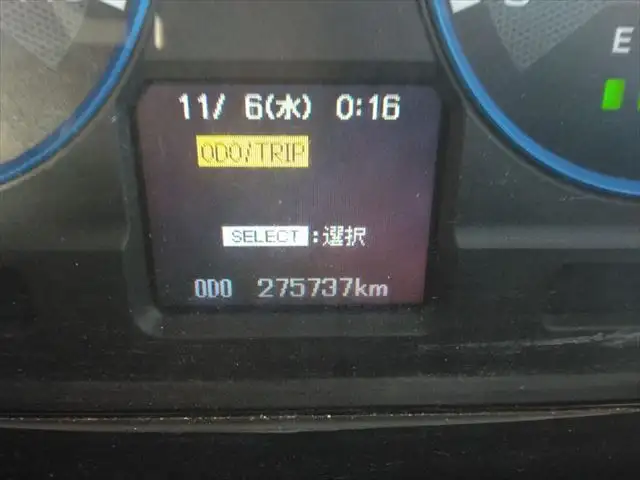 11/ 6(水) 0:16
E
ODO/TRIP
SELECT:選択
ODO 275737km